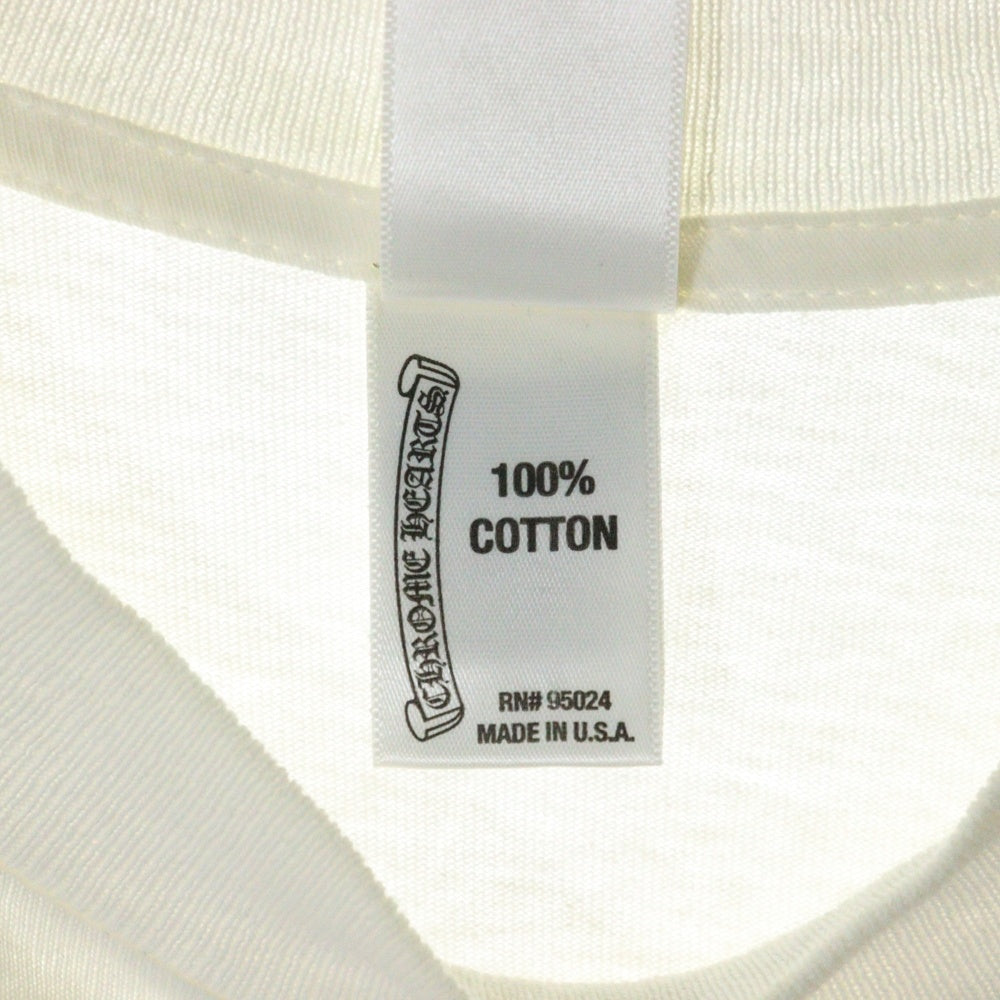 CHROME HEARTS
100%
COTTON
RN# 95024
MADE IN U.S.A.